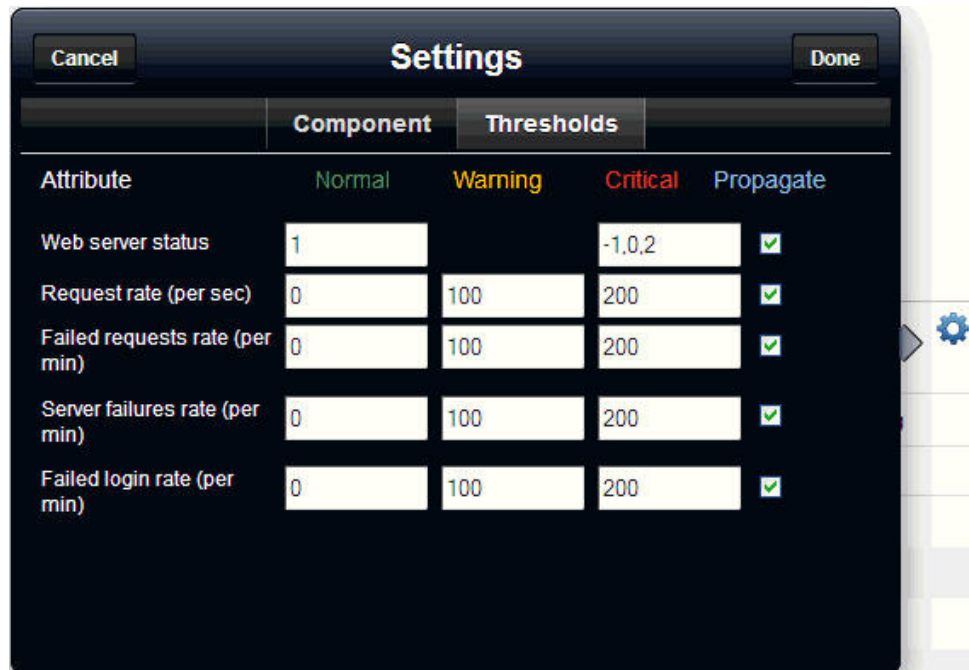 Cancel Settings Done
Component Thresholds
Attribute Normal Warning Critical Propagate
Web server status 1 -1,0,2
Request rate (per sec) 0 100 200
Failed requests rate (per
min) 0 100 200
Server failures rate (per
min) 0 100 200
Failed login rate (per
min) 0 100 200